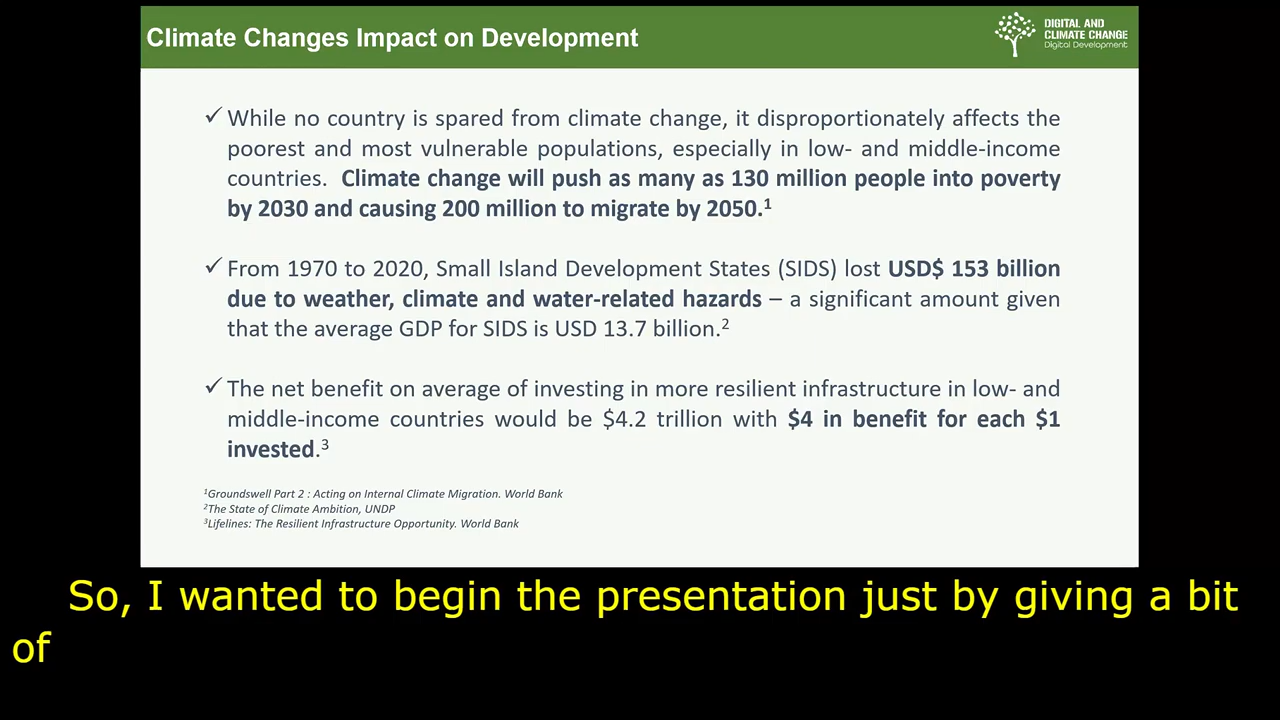 Climate Changes Impact on Development
DIGITAL AND
CLIMATE CHANGE
Digital Development
✓ While no country is spared from climate change, it disproportionately affects the
poorest and most vulnerable populations, especially in low- and middle-income
countries. Climate change will push as many as 130 million people into poverty
by 2030 and causing 200 million to migrate by 2050.¹
✓ From 1970 to 2020, Small Island Development States (SIDS) lost USD$ 153 billion
due to weather, climate and water-related hazards – a significant amount given
that the average GDP for SIDS is USD 13.7 billion.²
✓ The net benefit on average of investing in more resilient infrastructure in low- and
middle-income countries would be $4.2 trillion with $4 in benefit for each $1
invested.³
¹Groundswell Part 2 : Acting on Internal Climate Migration. World Bank
²The State of Climate Ambition, UNDP
³Lifelines: The Resilient Infrastructure Opportunity. World Bank
So, I wanted to begin the presentation just by giving a bit
of